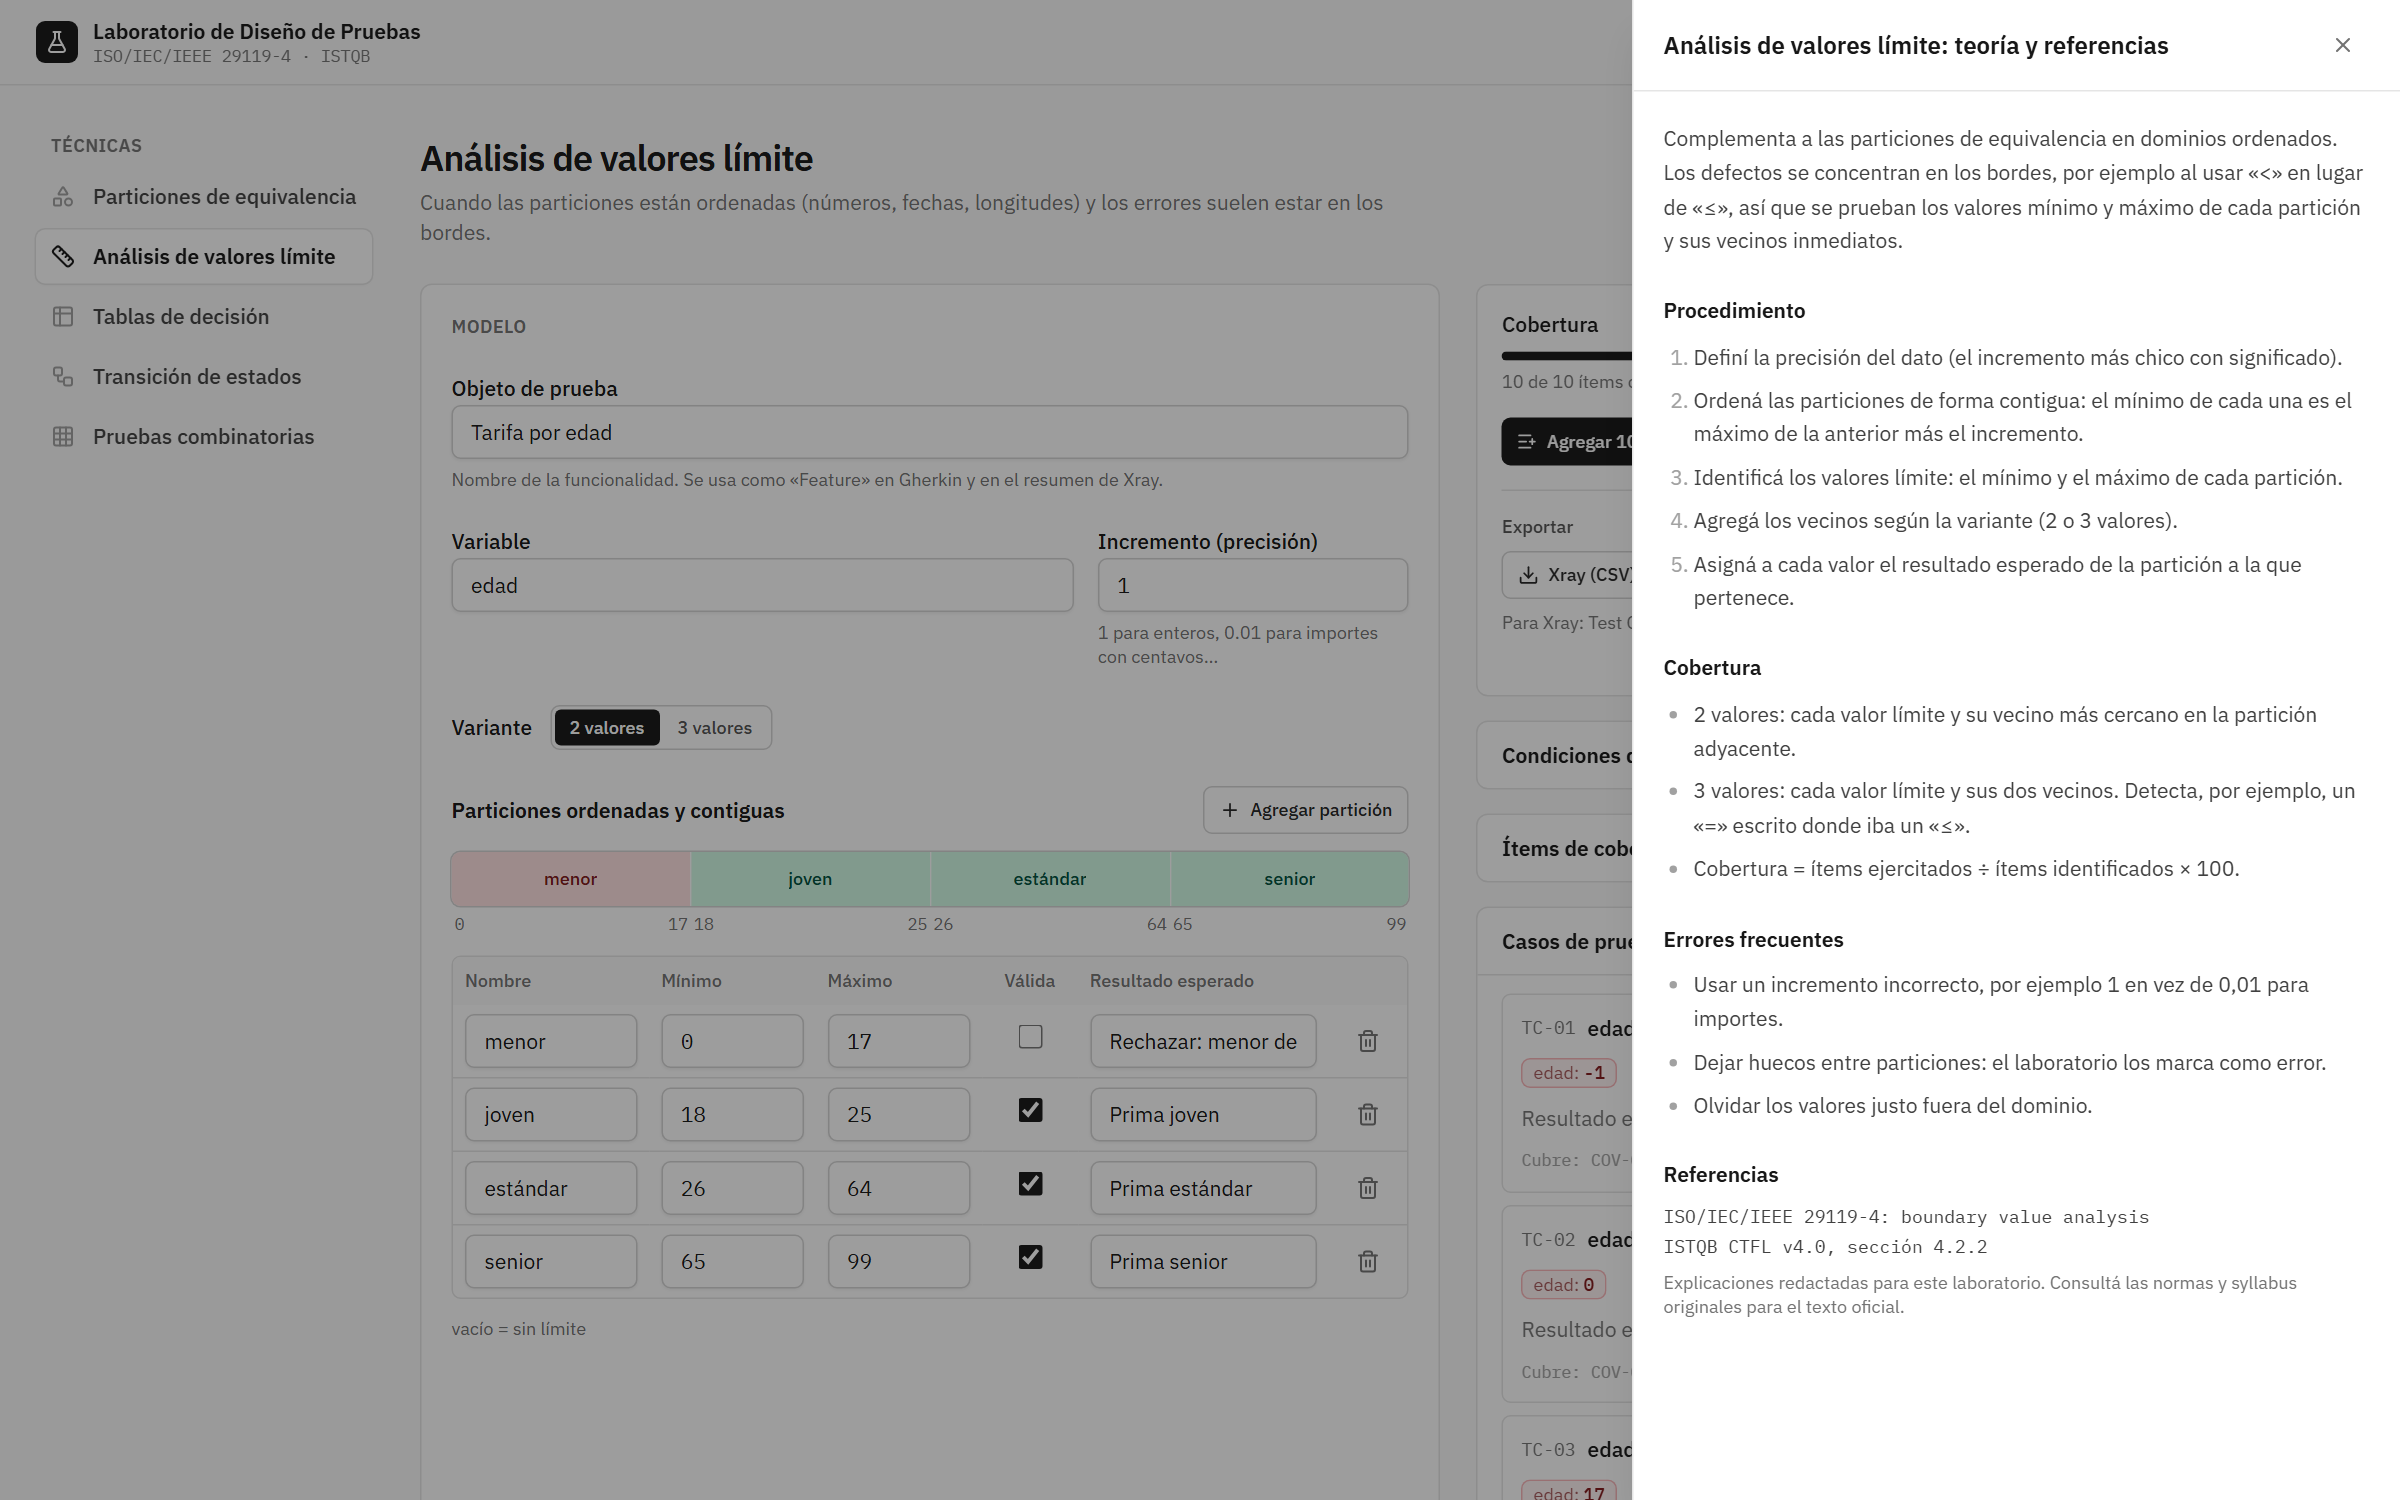 Laboratorio de Diseño de Pruebas
ISO/IEC/IEEE 29119-4 · ISTQB
TÉCNICAS
Particiones de equivalencia
Análisis de valores límite
Tablas de decisión
Transición de estados
Pruebas combinatorias
Análisis de valores límite
Cuando las particiones están ordenadas (números, fechas, longitudes) y los errores suelen estar en los
bordes.
MODELO
Objeto de prueba
Tarifa por edad
Nombre de la funcionalidad. Se usa como «Feature» en Gherkin y en el resumen de Xray.
Variable
Incremento (precisión)
edad
1
1 para enteros, 0.01 para importes
con centavos...
Variante
2 valores
3 valores
Particiones ordenadas y contiguas
Agregar partición
menor
joven
estándar
senior
0
17 18
25 26
64 65
99
Nombre
Mínimo
Máximo
Válida
Resultado esperado
menor
0
17
Rechazar: menor de
joven
18
25
Prima joven
estándar
26
64
Prima estándar
senior
65
99
Prima senior
vacío = sin límite
Cobertura
10 de 10 ítems
Agregar 10
Exportar
Xray (CSV)
Para Xray: Test
Condiciones
Ítems de
Casos de
TC-01 edad
edad: -1
Resultado
Cubre: COV-
TC-02 edad
edad: 0
Resultado
Cubre: COV-
TC-03 edad
edad: 17
Análisis de valores límite: teoría y referencias
Complementa a las particiones de equivalencia en dominios ordenados.
Los defectos se concentran en los bordes, por ejemplo al usar «<» en lugar
de «≤», así que se prueban los valores mínimo y máximo de cada partición
y sus vecinos inmediatos.
Procedimiento
1. Definí la precisión del dato (el incremento más chico con significado).
2. Ordená las particiones de forma contigua: el mínimo de cada una es el
máximo de la anterior más el incremento.
3. Identificá los valores límite: el mínimo y el máximo de cada partición.
4. Agregá los vecinos según la variante (2 o 3 valores).
5. Asigná a cada valor el resultado esperado de la partición a la que
pertenece.
Cobertura
• 2 valores: cada valor límite y su vecino más cercano en la partición
adyacente.
• 3 valores: cada valor límite y sus dos vecinos. Detecta, por ejemplo, un
«=» escrito donde iba un «≤».
• Cobertura = ítems ejercitados ÷ ítems identificados × 100.
Errores frecuentes
• Usar un incremento incorrecto, por ejemplo 1 en vez de 0,01 para
importes.
• Dejar huecos entre particiones: el laboratorio los marca como error.
• Olvidar los valores justo fuera del dominio.
Referencias
ISO/IEC/IEEE 29119-4: boundary value analysis
ISTQB CTFL v4.0, sección 4.2.2
Explicaciones redactadas para este laboratorio. Consultá las normas y syllabus
originales para el texto oficial.